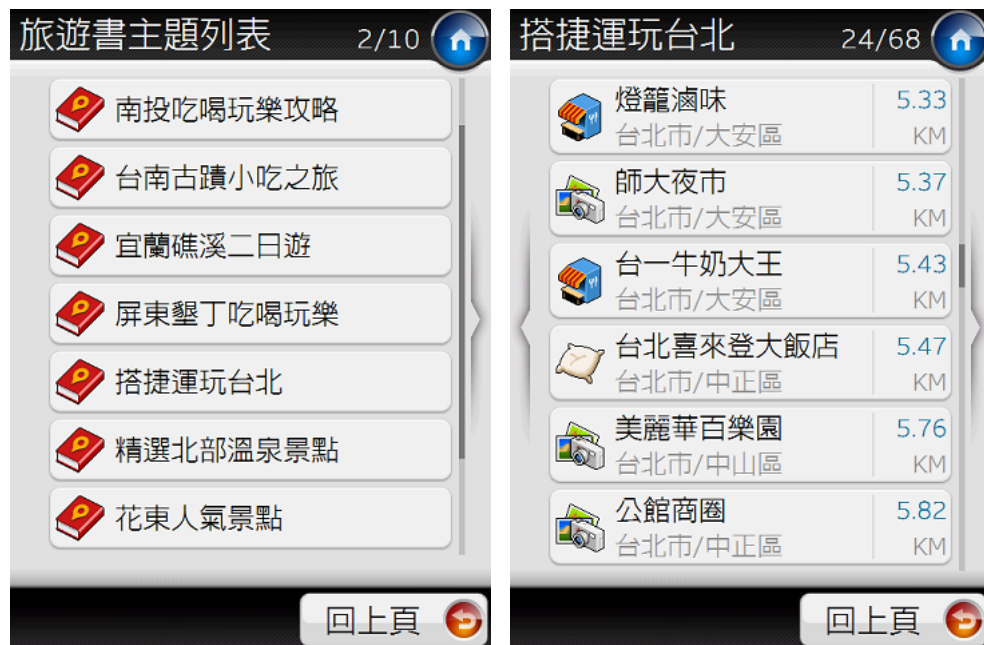 旅遊書主題列表 2/10
南投吃喝玩樂攻略
台南古蹟小吃之旅
宜蘭礁溪二日遊
屏東墾丁吃喝玩樂
搭捷運玩台北
精選北部溫泉景點
花東人氣景點
回上頁
搭捷運玩台北 24/68
燈籠滷味 5.33
台北市/大安區 KM
師大夜市 5.37
台北市/大安區 KM
台一牛奶大王 5.43
台北市/大安區 KM
台北喜來登大飯店 5.47
台北市/中正區 KM
美麗華百樂園 5.76
台北市/中山區 KM
公館商圈 5.82
台北市/中正區 KM
回上頁